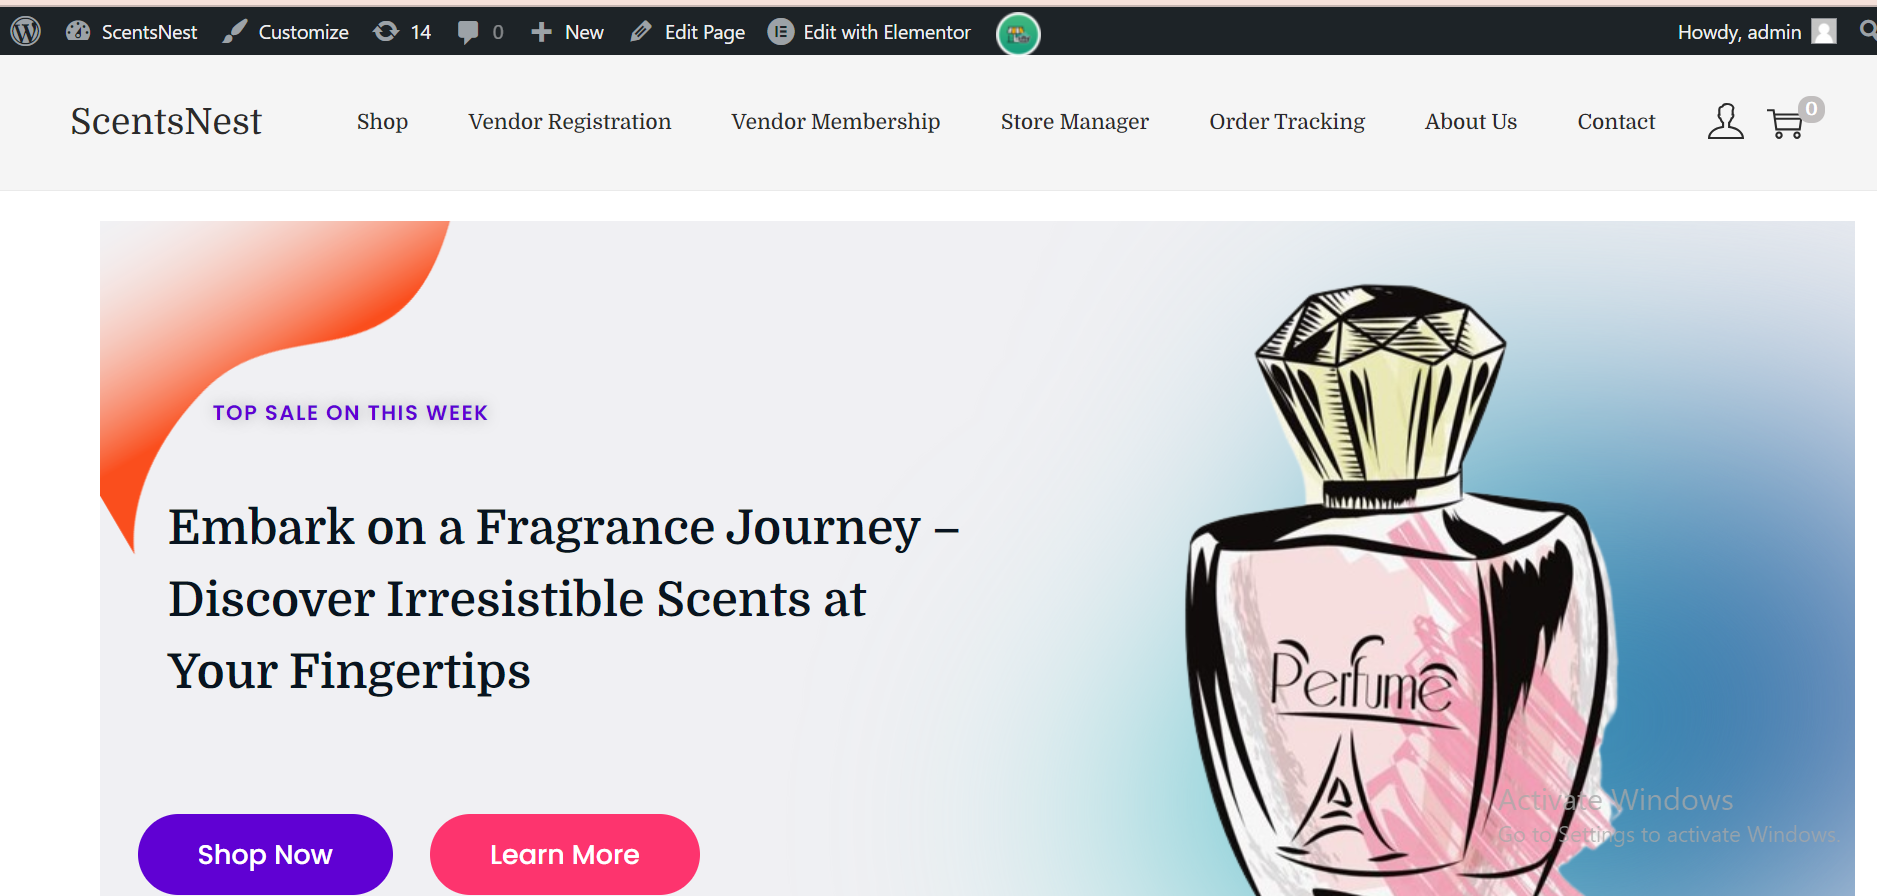 ScentsNest Customize 14 0 New Edit Page Edit with Elementor Howdy, admin
ScentsNest Shop Vendor Registration Vendor Membership Store Manager Order Tracking About Us Contact 0
TOP SALE ON THIS WEEK
Embark on a Fragrance Journey –
Discover Irresistible Scents at
Your Fingertips
Perfume
Shop Now Learn More
Activate Windows
Go to Settings to activate Windows.